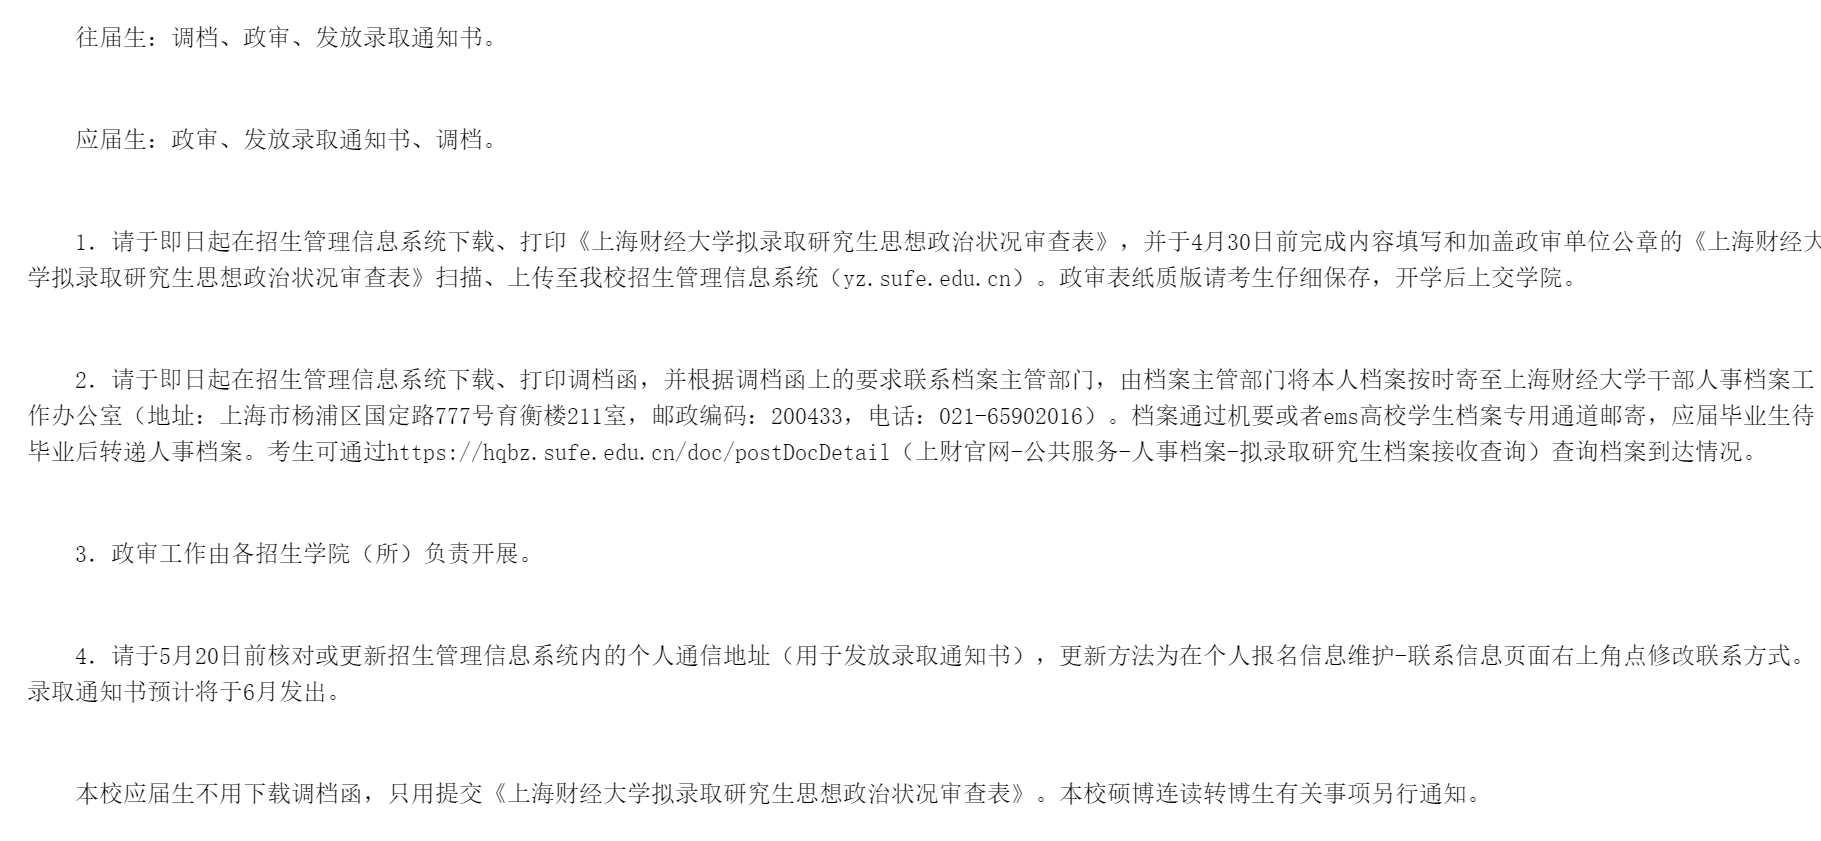 往届生：调档、政审、发放录取通知书。
应届生：政审、发放录取通知书、调档。
1. 请于即日起在招生管理信息系统下载、打印《上海财经大学拟录取研究生思想政治状况审查表》，并于4月30日前完成内容填写和加盖政审单位公章的《上海财经大
学拟录取研究生思想政治状况审查表》扫描、上传至我校招生管理信息系统（yz.sufe.edu.cn）。政审表纸质版请考生仔细保存，开学后上交学院。
2. 请于即日起在招生管理信息系统下载、打印调档函，并根据调档函上的要求联系档案主管部门，由档案主管部门将本人档案按时寄至上海财经大学干部人事档案工
作办公室（地址：上海市杨浦区国定路777号育衡楼211室，邮政编码：200433，电话：021-65902016）。档案通过机要或者ems高校学生档案专用通道邮寄，应届毕业生待
毕业后转递人事档案。考生可通过https://hqbz.sufe.edu.cn/doc/postDocDetail（上财官网-公共服务-人事档案-拟录取研究生档案接收查询）查询档案到达情况。
3. 政审工作由各招生学院（所）负责开展。
4. 请于5月20日前核对或更新招生管理信息系统内的个人通信地址（用于发放录取通知书），更新方法为在个人报名信息维护-联系信息页面右上角点修改联系方式。
录取通知书预计将于6月发出。
本校应届生不用下载调档函，只用提交《上海财经大学拟录取研究生思想政治状况审查表》。本校硕博连读转博生有关事项另行通知。